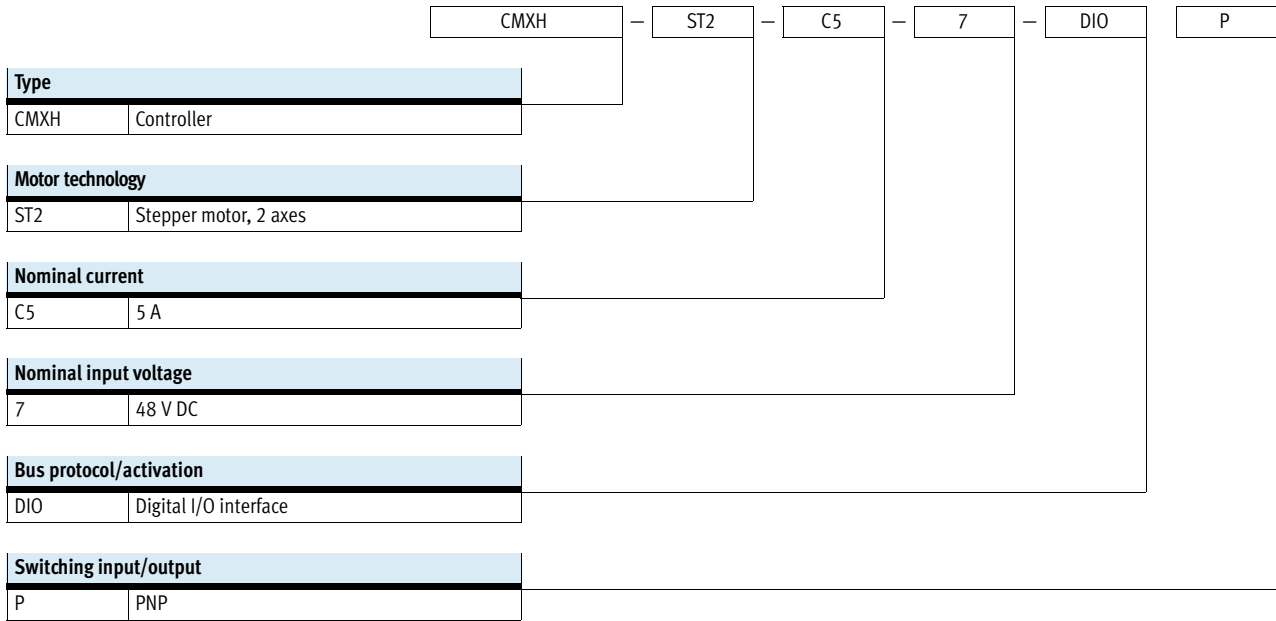 CMXH – ST2 – C5 – 7 – DIO P
Type
CMXH Controller
Motor technology
ST2 Stepper motor, 2 axes
Nominal current
C5 5 A
Nominal input voltage
7 48 V DC
Bus protocol/activation
DIO Digital I/O interface
Switching input/output
P PNP